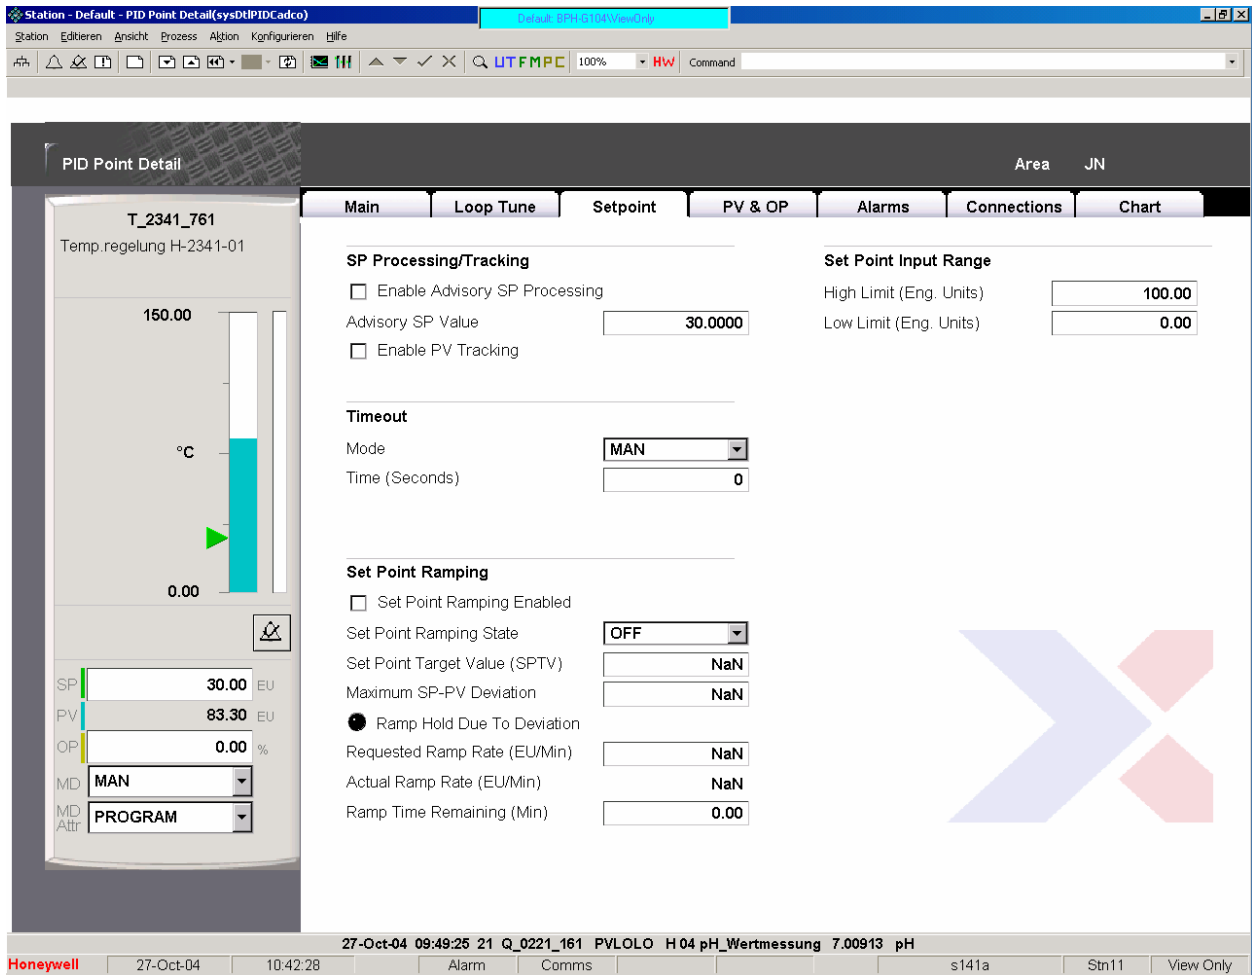 Station - Default - PID Point Detail(sysDtlPIDCadco)
Default: BPH-G104\ViewOnly
Station Editieren Ansicht Prozess Aktion Konfigurieren Hilfe
UTFMPC 100% HW Command
PID Point Detail
Area JN
Main Loop Tune Setpoint PV & OP Alarms Connections Chart
T_2341_761
Temp.regelung H-2341-01
150.00
°C
0.00
SP 30.00 EU
PV 83.30 EU
OP 0.00 %
MD MAN
MD Attr PROGRAM
SP Processing/Tracking
Enable Advisory SP Processing
Advisory SP Value 30.0000
Enable PV Tracking
Timeout
Mode MAN
Time (Seconds) 0
Set Point Ramping
Set Point Ramping Enabled
Set Point Ramping State OFF
Set Point Target Value (SPTV) NaN
Maximum SP-PV Deviation NaN
Ramp Hold Due To Deviation
Requested Ramp Rate (EU/Min) NaN
Actual Ramp Rate (EU/Min) NaN
Ramp Time Remaining (Min) 0.00
Set Point Input Range
High Limit (Eng. Units) 100.00
Low Limit (Eng. Units) 0.00
27-Oct-04 09:49:25 21 Q_0221_161 PVLOLO H 04 pH_Wertmessung 7.00913 pH
Honeywell 27-Oct-04 10:42:28 Alarm Comms s141a Stn11 View Only